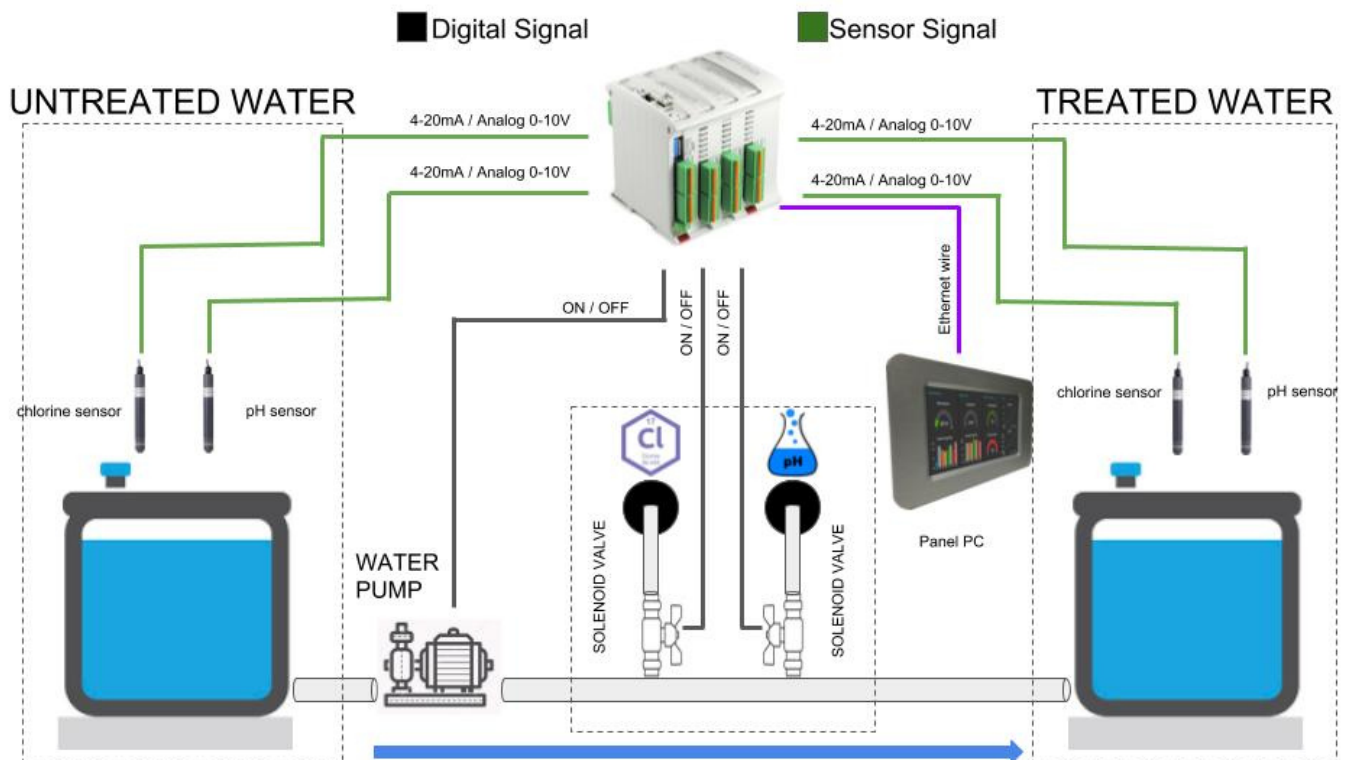 Digital Signal
Sensor Signal
UNTREATED WATER
TREATED WATER
4-20mA / Analog 0-10V
4-20mA / Analog 0-10V
4-20mA / Analog 0-10V
4-20mA / Analog 0-10V
Ethernet wire
ON / OFF
ON / OFF
ON / OFF
chlorine sensor
pH sensor
chlorine sensor
pH sensor
17
Cl
pH
Panel PC
WATER
PUMP
SOLENOID VALVE
SOLENOID VALVE